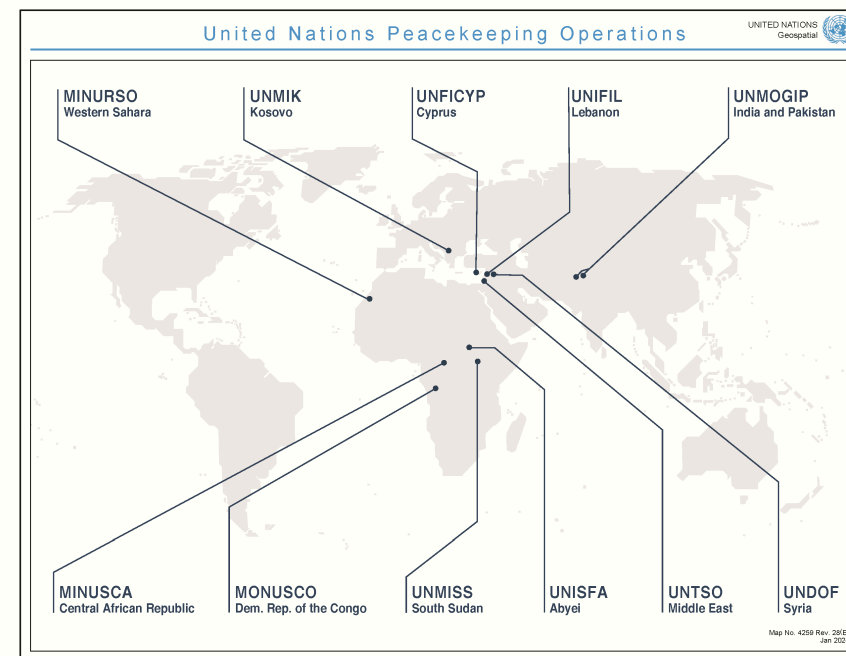 United Nations Peacekeeping Operations
UNITED NATIONS
Geospatial
MINURSO
Western Sahara
UNMIK
Kosovo
UNFICYP
Cyprus
UNIFIL
Lebanon
UNMOGIP
India and Pakistan
MINUSCA
Central African Republic
MONUSCO
Dem. Rep. of the Congo
UNMISS
South Sudan
UNISFA
Abyei
UNTSO
Middle East
UNDOF
Syria
Map No. 4259 Rev.
Jan